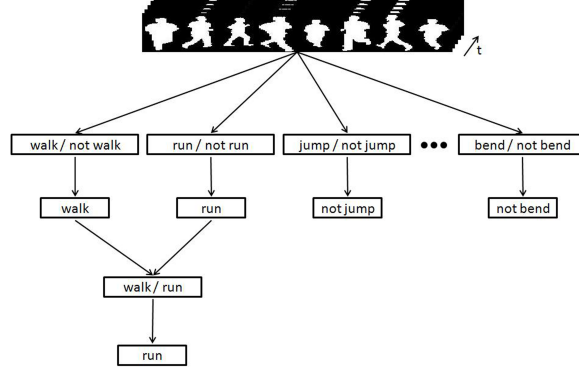 t
walk / not walk
run / not run
jump / not jump
bend / not bend
walk
run
not jump
not bend
walk / run
run